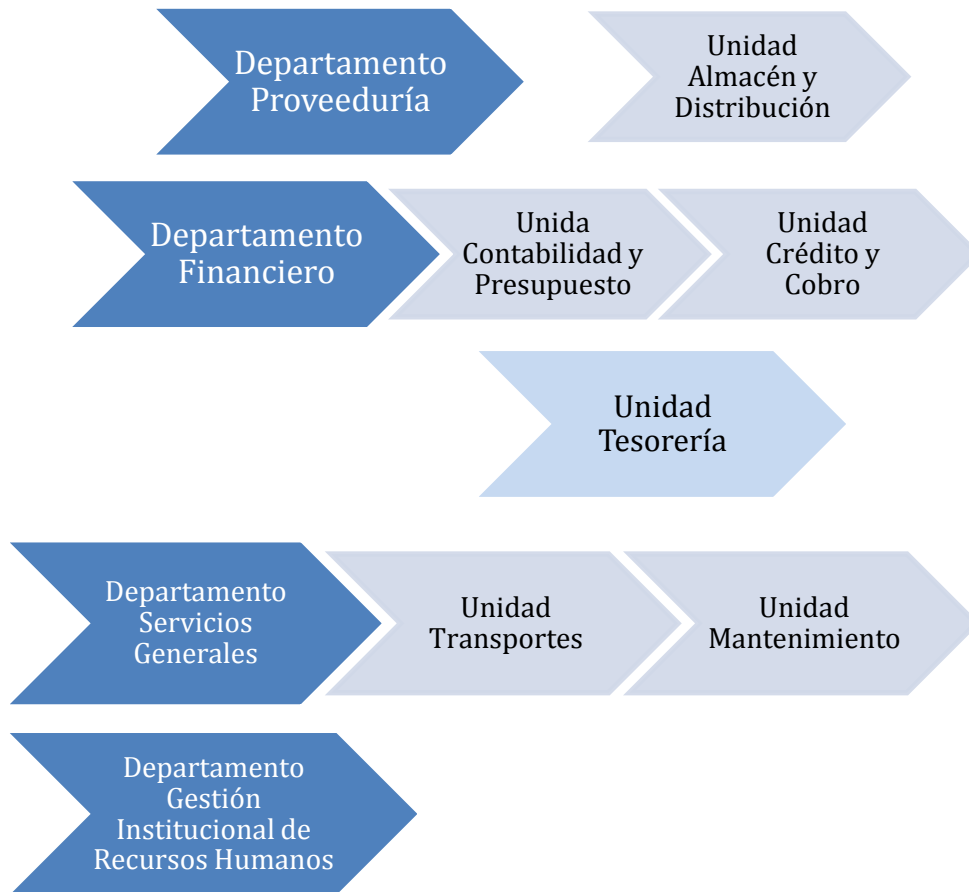 Departamento
Proveeduría
Unidad
Almacén y
Distribución
Departamento
Financiero
Unida
Contabilidad y
Presupuesto
Unidad
Crédito y
Cobro
Unidad
Tesorería
Departamento
Servicios
Generales
Unidad
Transportes
Unidad
Mantenimiento
Departamento
Gestión
Institucional de
Recursos Humanos